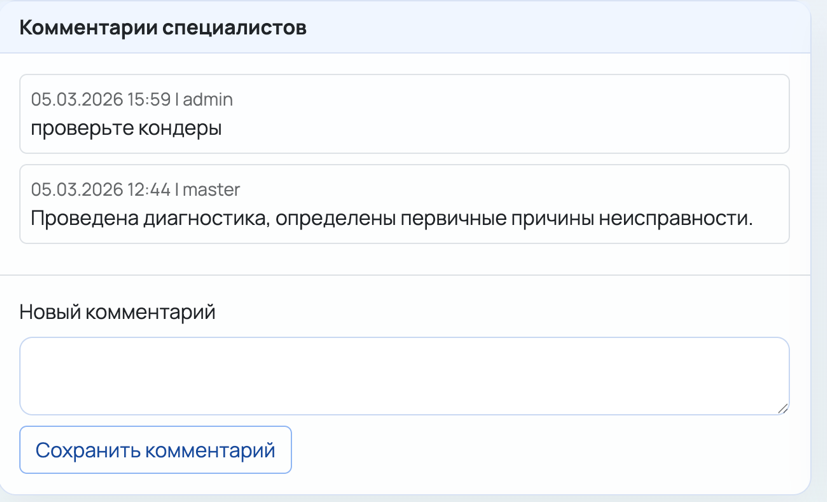 Комментарии специалистов
05.03.2026 15:59 | admin
проверьте кондеры
05.03.2026 12:44 | master
Проведена диагностика, определены первичные причины неисправности.
Новый комментарий
Сохранить комментарий